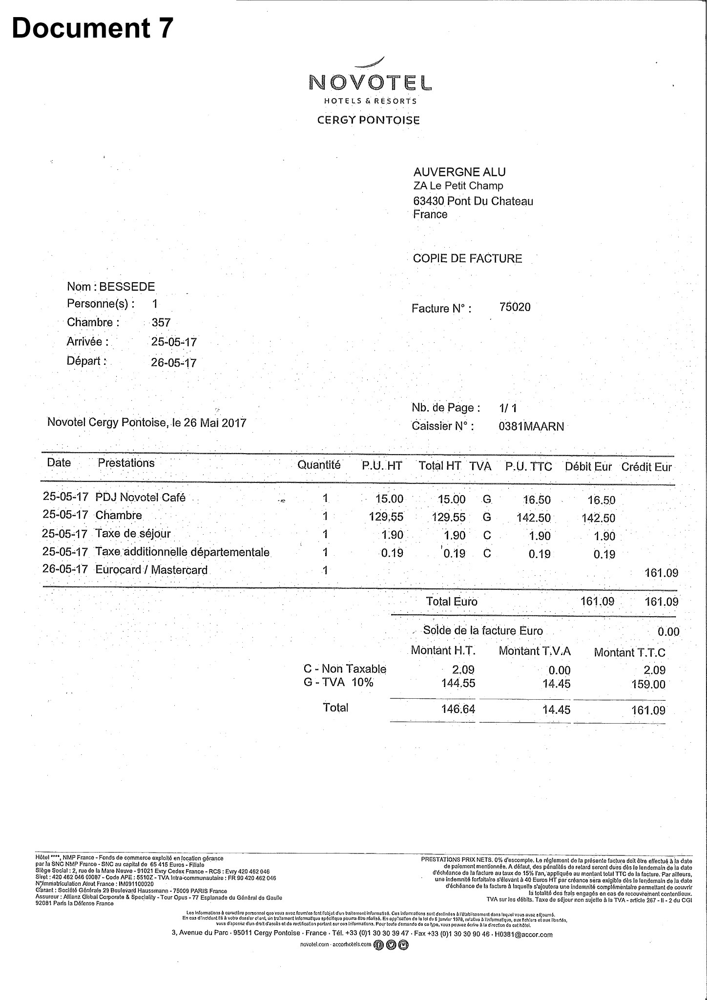 Document 7
NOVOTEL
HOTELS & RESORTS
CERGY PONTOISE
AUVERGNE ALU
ZA Le Petit Champ
63430 Pont Du Chateau
France
COPIE DE FACTURE
Nom : BESSEDE
Personne(s) : 1
Facture N° : 75020
Chambre : 357
Arrivée : 25-05-17
Départ : 26-05-17
Nb. de Page : 1/ 1
Novotel Cergy Pontoise, le 26 Mai 2017
Caissier N° : 0381MAARN
Date Prestations Quantité P.U. HT Total HT TVA P.U. TTC Débit Eur Crédit Eur
25-05-17 PDJ Novotel Café 1 15.00 15.00 G 16.50 16.50
25-05-17 Chambre 1 129.55 129.55 G 142.50 142.50
25-05-17 Taxe de séjour 1 1.90 1.90 C 1.90 1.90
25-05-17 Taxe additionnelle départementale 1 0.19 0.19 C 0.19 0.19
26-05-17 Eurocard / Mastercard 1 161.09
Total Euro 161.09 161.09
Solde de la facture Euro 0.00
Montant H.T. Montant T.V.A Montant T.T.C
C - Non Taxable 2.09 0.00 2.09
G - TVA 10% 144.55 14.45 159.00
Total 146.64 14.45 161.09
Hôtel ****, NMP France - Fonds de commerce exploité en location gérance
par la SNC NMP France - SNC au capital de 65 415 Euros - Filiale
Siège Social : 2, rue de la Mare Neuve - 91021 Evry Cedex France - RCS : Evry 420 462 046
Siret : 420 462 046 00087 - Code APE : 5510Z - TVA Intra-communautaire : FR 90 420 462 046
N°Immatriculation Atout France : IM091100020
Garant : Société Générale 29 Boulevard Haussmann - 75009 PARIS France
Assureur : Allianz Global Corporate & Speciality - Tour Opus - 77 Esplanade du Général de Gaulle
92081 Paris la Défense France
PRESTATIONS PRIX NETS. 0% d'escompte. Le réglement de la présente facture doit être effectué à la date
de paiement mentionnée. A défaut, des pénalités de retard seront dues dès le lendemain de la date
d'échéance de la facture au taux de 15% l'an, appliquée au montant total TTC de la facture. Par ailleurs,
une indemnité forfaitaire s'élevant à 40 Euros HT par créance sera exigible dès le lendemain de la date
d'échéance de la facture à laquelle s'ajoutera une indemnité complémentaire permettant de couvrir
la totalité des frais engagés en cas de recouvrement contentieux.
TVA sur les débits. Taxe de séjour non sujette à la TVA - article 267 - II - 2 du CGI
Les informations à caractère personnel que vous avez fournies font l'objet d'un traitement informatisé. Ces informations sont destinées à l'établissement dans lequel vous avez séjourné.
En cas d'incident lié à votre dossier client, un traitement informatique spécifique pourra être réalisé. En application de la loi du 6 janvier 1978, relative à l'informatique, aux fichiers et aux libertés,
vous disposez d'un droit d'accès et de rectification portant sur ces informations. Pour toute demande de ce type, vous pouvez écrire à la direction de cet hôtel.
3, Avenue du Parc · 95011 Cergy Pontoise · France · Tél. +33 (0)1 30 30 39 47 · Fax +33 (0)1 30 30 90 46 · H0381@accor.com
novotel.com · accorhotels.com